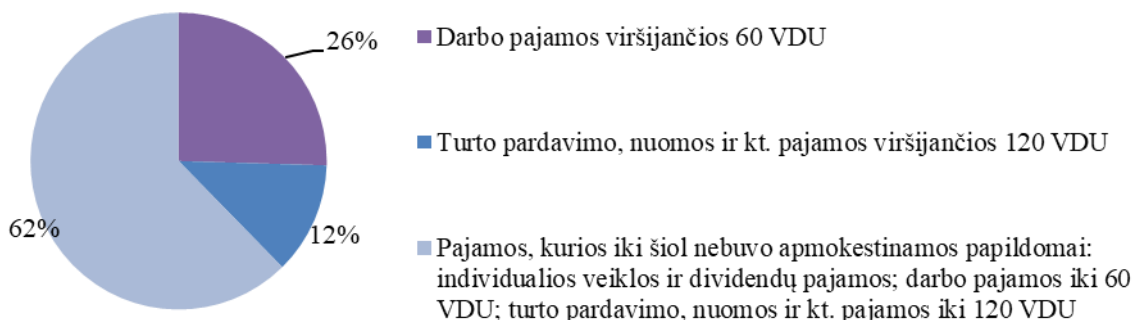 26%
62%
12%
Darbo pajamos viršijančios 60 VDU
Turto pardavimo, nuomos ir kt. pajamos viršijančios 120 VDU
Pajamos, kurios iki šiol nebuvo apmokestinamos papildomai:
individualios veiklos ir dividendų pajamos; darbo pajamos iki 60
VDU; turto pardavimo, nuomos ir kt. pajamos iki 120 VDU